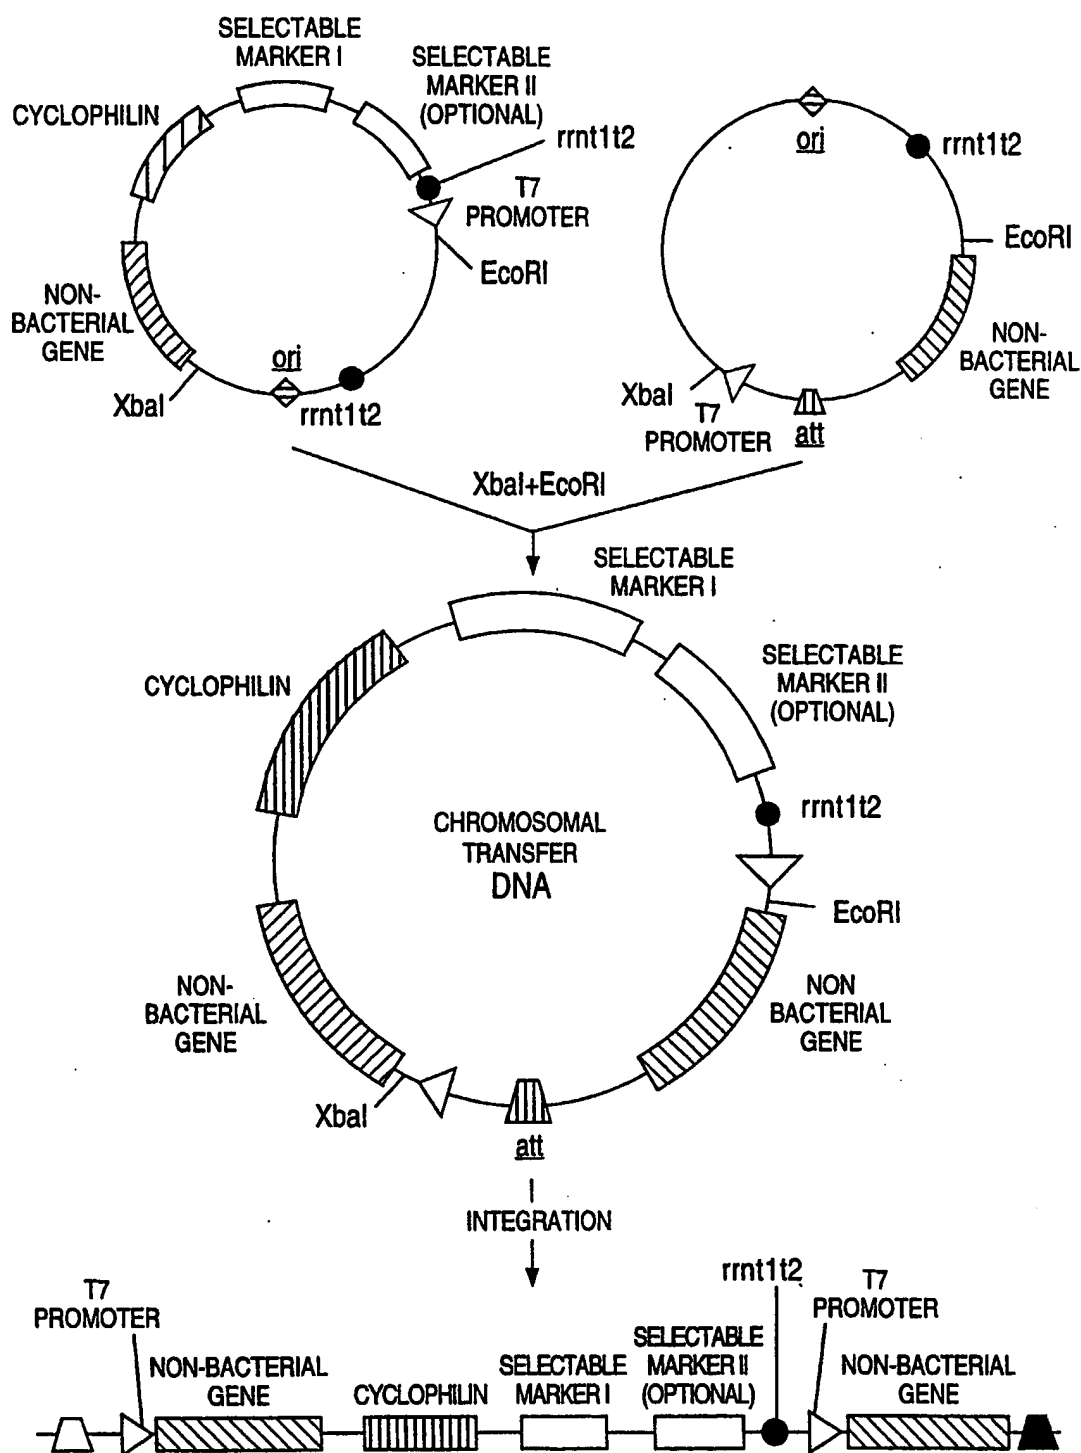 SELECTABLE
MARKER I
SELECTABLE
MARKER II
(OPTIONAL)
CYCLOPHILIN
rrnt1t2
T7
PROMOTER
EcoRI
NON-
BACTERIAL
GENE
ori
XbaI
rrnt1t2
ori
rrnt1t2
EcoRI
NON-
BACTERIAL
GENE
XbaI
T7
PROMOTER
att
XbaI+EcoRI
SELECTABLE
MARKER I
SELECTABLE
MARKER II
(OPTIONAL)
CYCLOPHILIN
rrnt1t2
CHROMOSOMAL
TRANSFER
DNA
EcoRI
NON-
BACTERIAL
GENE
NON
BACTERIAL
GENE
XbaI
att
INTEGRATION
T7
PROMOTER
rrnt1t2
T7
PROMOTER
NON-BACTERIAL
GENE
CYCLOPHILIN
SELECTABLE
MARKER I
SELECTABLE
MARKER II
(OPTIONAL)
NON-BACTERIAL
GENE